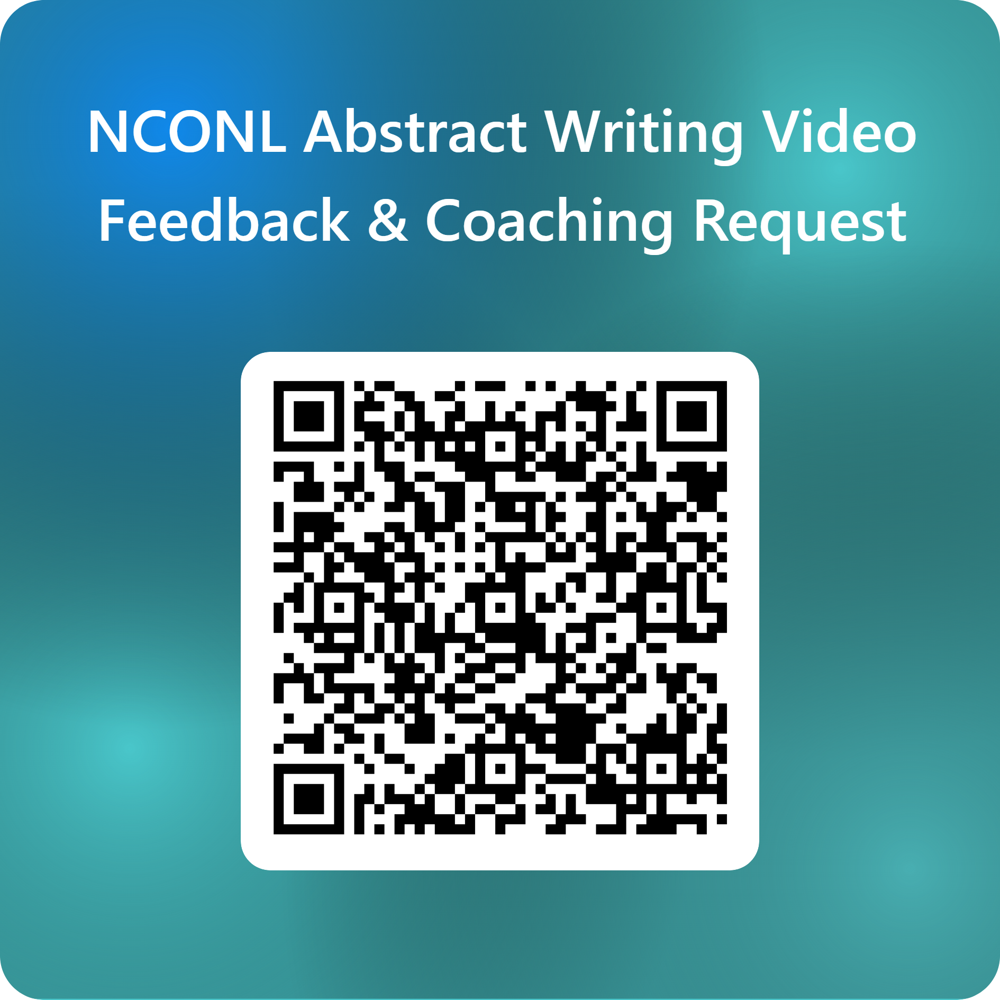 NCONL Abstract Writing Video
Feedback & Coaching Request